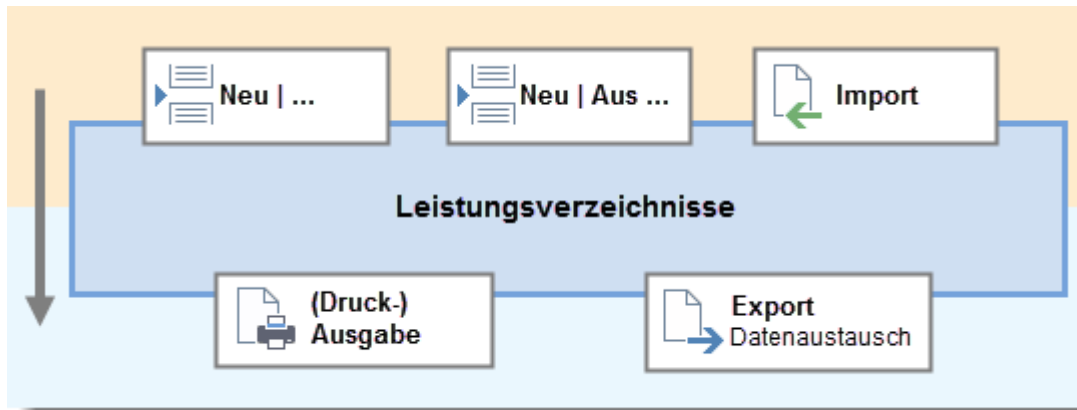 Neu | ...
Neu | Aus ...
Import
Leistungsverzeichnisse
(Druck-)
Ausgabe
Export
Datenaustausch